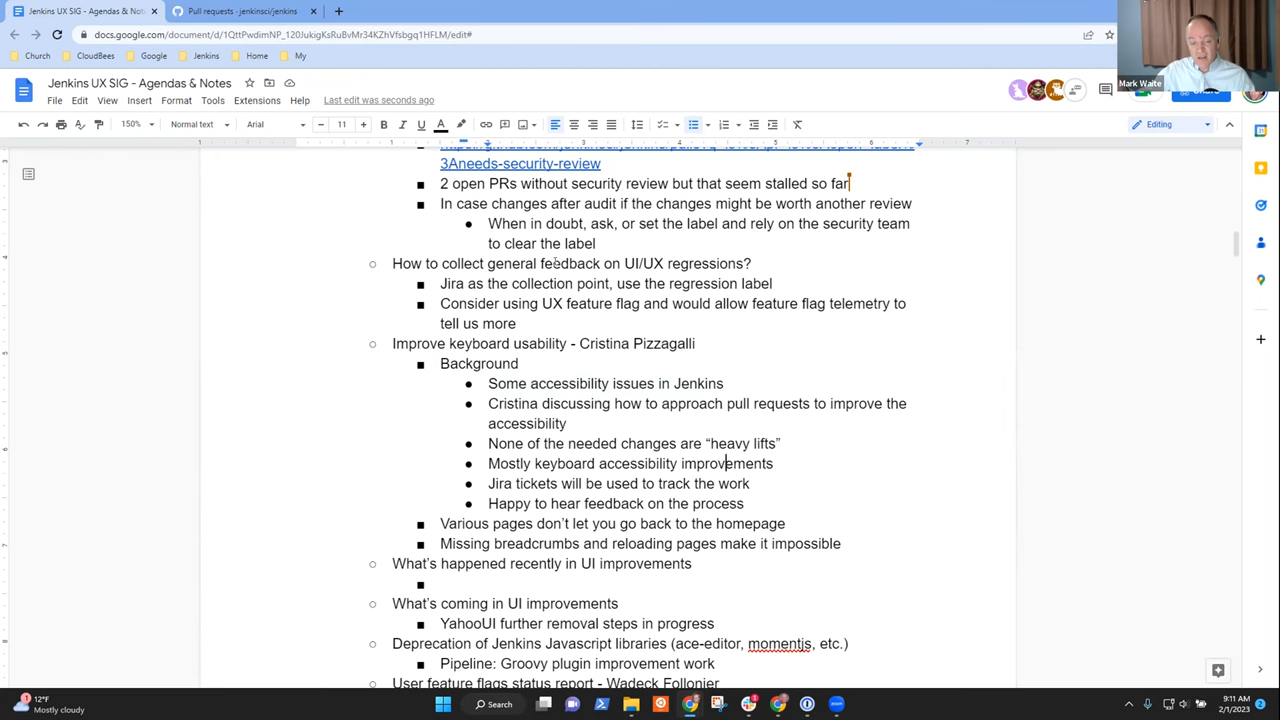 Jenkins UX SIG - Agendas & No
Pull requests · jenkinsci/jenkins
docs.google.com/document/d/1QttPwdimNP_120JukigKsRuBvMr34KZhVfsbgq1HFLM/edit#
Church
CloudBees
Google
Jenkins
Home
My
Mark Waite
Jenkins UX SIG - Agendas & Notes
File Edit View Insert Format Tools Extensions Help Last edit was seconds ago
Share
150% Normal text Arial 11 Editing
1 2 3 4 5 6 7
3Aneeds-security-review
2 open PRs without security review but that seem stalled so far
In case changes after audit if the changes might be worth another review
When in doubt, ask, or set the label and rely on the security team
to clear the label
How to collect general feedback on UI/UX regressions?
Jira as the collection point, use the regression label
Consider using UX feature flag and would allow feature flag telemetry to
tell us more
Improve keyboard usability - Cristina Pizzagalli
Background
Some accessibility issues in Jenkins
Cristina discussing how to approach pull requests to improve the
accessibility
None of the needed changes are “heavy lifts”
Mostly keyboard accessibility improvements
Jira tickets will be used to track the work
Happy to hear feedback on the process
Various pages don’t let you go back to the homepage
Missing breadcrumbs and reloading pages make it impossible
What’s happened recently in UI improvements
What’s coming in UI improvements
YahooUI further removal steps in progress
Deprecation of Jenkins Javascript libraries (ace-editor, momentjs, etc.)
Pipeline: Groovy plugin improvement work
User feature flags status report - Wadeck Follonier
12°F
Mostly cloudy
Search
9:11 AM
2/1/2023